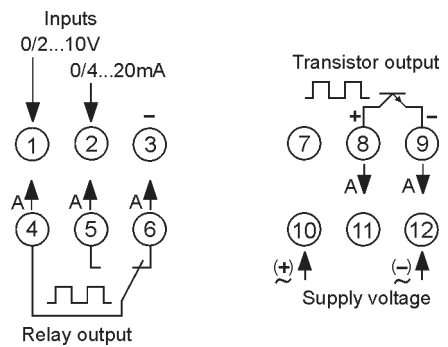 Inputs
0/2...10V
0/4...20mA
–
1 2 3
A A A
4 5 6
Relay output
Transistor output
+ –
7 8 9
A A
10 11 12
(+) (–)
~ ~
Supply voltage